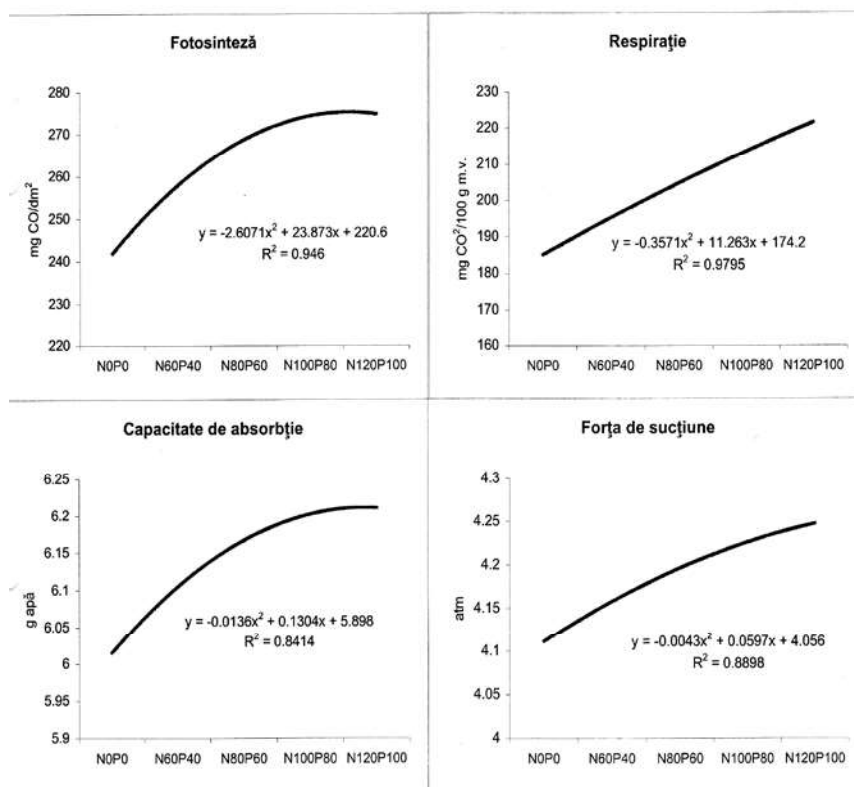 Fotosinteză
280
270
260
250
240
230
220
mg CO/dm²
y = -2.6071x² + 23.873x + 220.6
R² = 0.946
N0P0 N60P40 N80P60 N100P80 N120P100
Respirație
230
220
210
200
190
180
170
160
mg CO²/100 g m.v.
y = -0.3571x² + 11.263x + 174.2
R² = 0.9795
N0P0 N60P40 N80P60 N100P80 N120P100
Capacitate de absorbție
6.25
6.2
6.15
6.1
6.05
6
5.95
5.9
g apă
y = -0.0136x² + 0.1304x + 5.898
R² = 0.8414
N0P0 N60P40 N80P60 N100P80 N120P100
Forța de sucțiune
4.3
4.25
4.2
4.15
4.1
4.05
4
atm
y = -0.0043x² + 0.0597x + 4.056
R² = 0.8898
N0P0 N60P40 N80P60 N100P80 N120P100